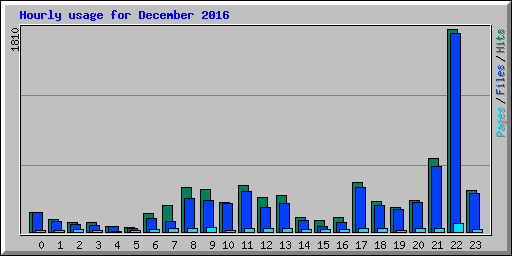 Hourly usage for December 2016
1810
Pages/Files/Hits
0 1 2 3 4 5 6 7 8 9 10 11 12 13 14 15 16 17 18 19 20 21 22 23